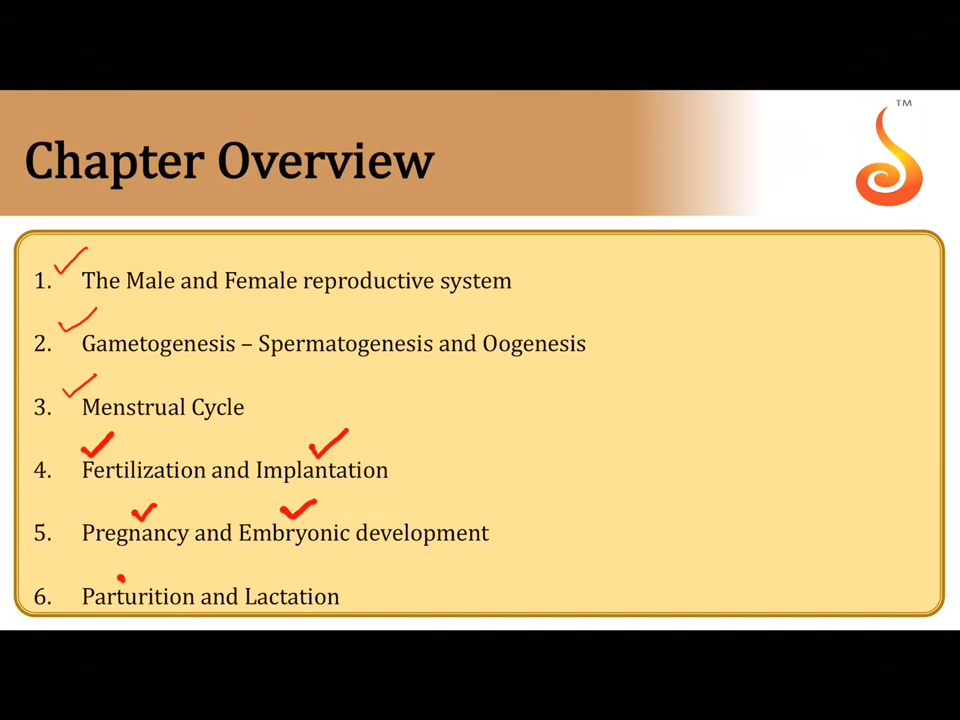 TM
Chapter Overview
1. The Male and Female reproductive system
2. Gametogenesis – Spermatogenesis and Oogenesis
3. Menstrual Cycle
4. Fertilization and Implantation
5. Pregnancy and Embryonic development
6. Parturition and Lactation